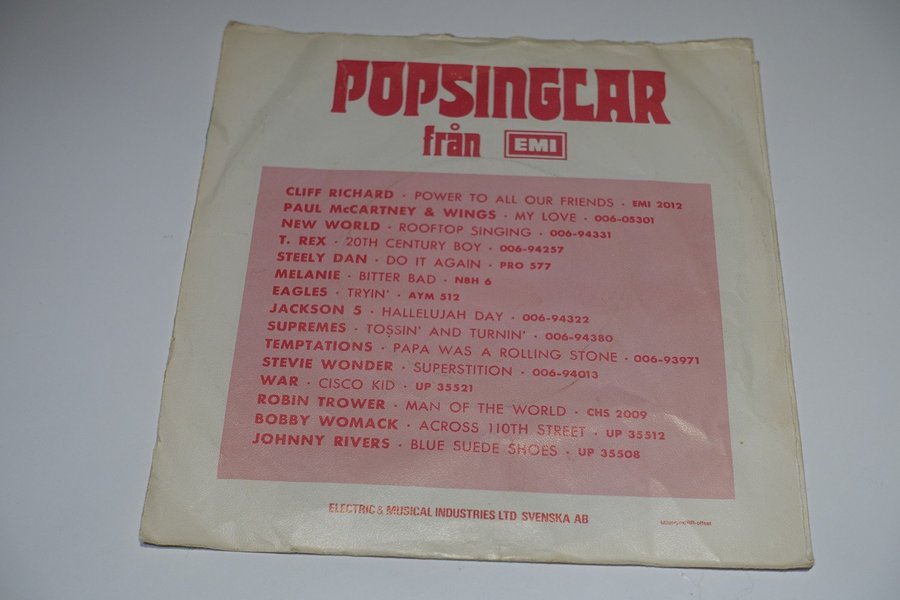 POPSINGLAR
från EMI
CLIFF RICHARD · POWER TO ALL OUR FRIENDS · EMI 2012
PAUL McCARTNEY & WINGS · MY LOVE · 006-05301
NEW WORLD · ROOFTOP SINGING · 006-94331
T. REX · 20TH CENTURY BOY · 006-94257
STEELY DAN · DO IT AGAIN · PRO 577
MELANIE · BITTER BAD · NBH 6
EAGLES · TRYIN' · AYM 512
JACKSON 5 · HALLELUJAH DAY · 006-94322
SUPREMES · TOSSIN' AND TURNIN' · 006-94380
TEMPTATIONS · PAPA WAS A ROLLING STONE · 006-93971
STEVIE WONDER · SUPERSTITION · 006-94013
WAR · CISCO KID · UP 35521
ROBIN TROWER · MAN OF THE WORLD · CHS 2009
BOBBY WOMACK · ACROSS 110TH STREET · UP 35512
JOHNNY RIVERS · BLUE SUEDE SHOES · UP 35508
ELECTRIC & MUSICAL INDUSTRIES LTD SVENSKA AB